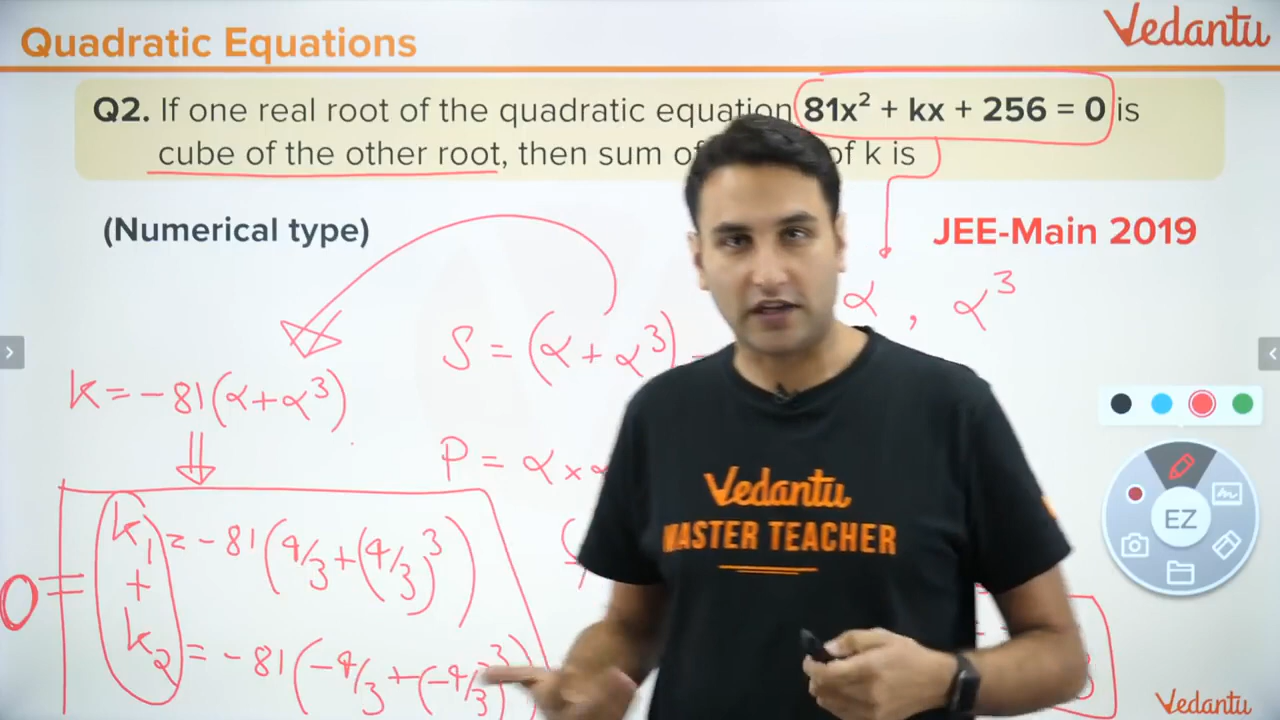 Quadratic Equations
Vedantu
Q2. If one real root of the quadratic equation 81x² + kx + 256 = 0 is
cube of the other root, then sum of k is
(Numerical type)
JEE-Main 2019
α , α³
S = (α + α³)
k = -81(α+α³)
P = α ×
k₁ = -81(4/3 + (4/3)³)
0 = +
k₂ = -81(-4/3 + (-4/3)³)
EZ
Vedantu
MASTER TEACHER
Vedantu